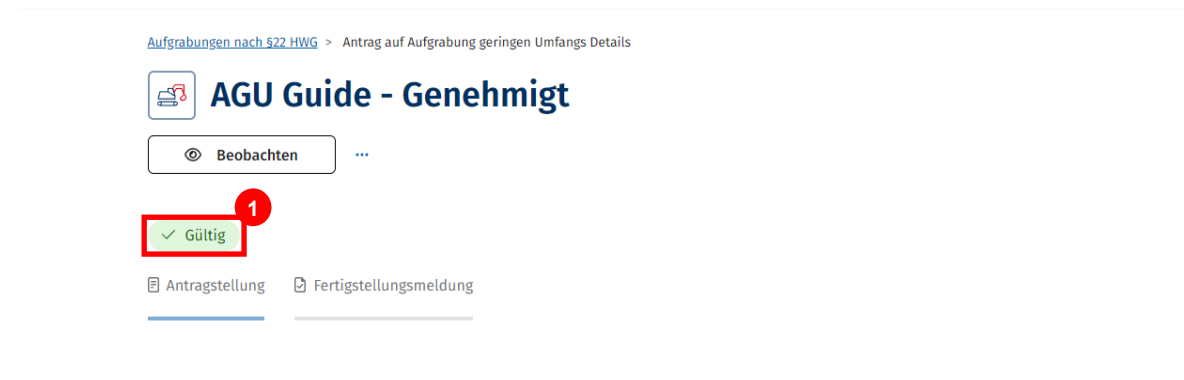 Aufgrabungen nach §22 HWG > Antrag auf Aufgrabung geringen Umfangs Details
AGU Guide - Genehmigt
Beobachten ...
1
Gültig
Antragstellung Fertigstellungsmeldung